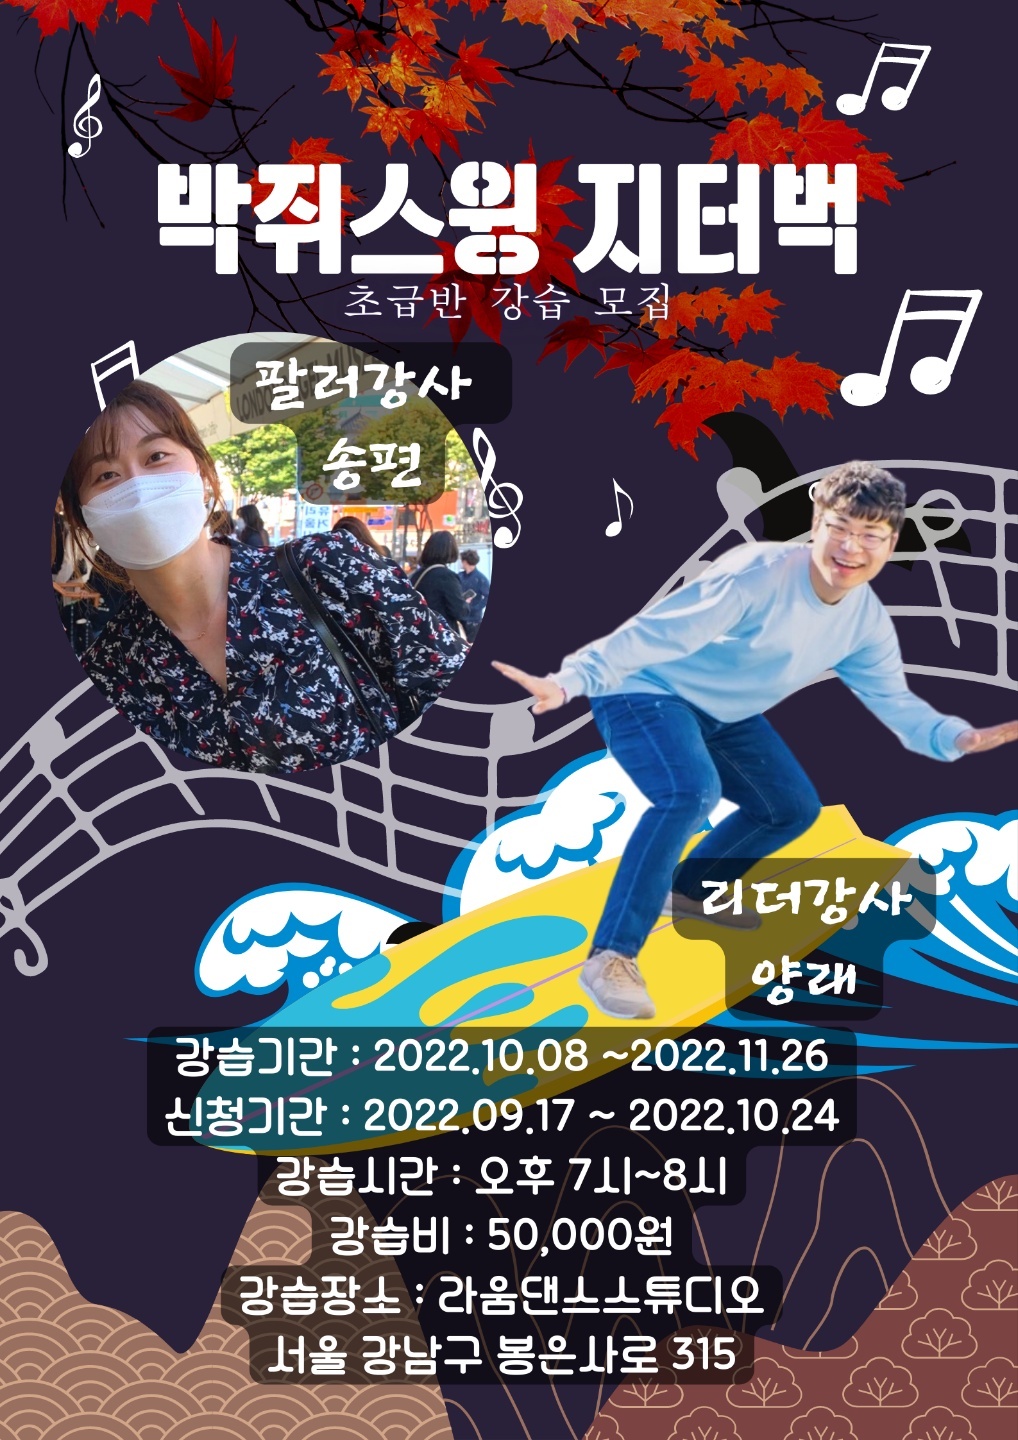 박쥐스윙 지터벅
초급반 강습 모집
팔러강사
송편
리더강사
양래
강습기간 : 2022.10.08 ~2022.11.26
신청기간 : 2022.09.17 ~ 2022.10.24
강습시간 : 오후 7시~8시
강습비 : 50,000원
강습장소 : 라움댄스스튜디오
서울 강남구 봉은사로 315